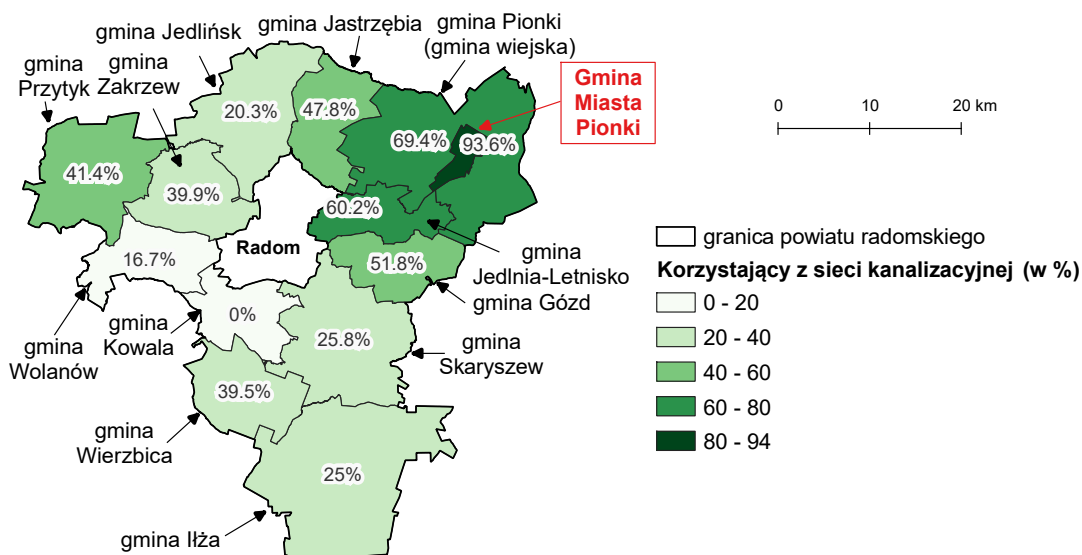 gmina Jedlińsk
gmina Jastrzębia
gmina Pionki
(gmina wiejska)
gmina
Przytyk
gmina
Zakrzew
Gmina
Miasta
Pionki
0
10
20 km
20.3%
47.8%
69.4%
93.6%
41.4%
39.9%
60.2%
Radom
16.7%
51.8%
gmina
Jedlnia-Letnisko
gmina Gózd
0%
25.8%
gmina
Kowala
gmina
Wolanów
gmina
Skaryszew
39.5%
gmina
Wierzbica
25%
gmina Iłża
granica powiatu radomskiego
Korzystający z sieci kanalizacyjnej (w %)
0 - 20
20 - 40
40 - 60
60 - 80
80 - 94